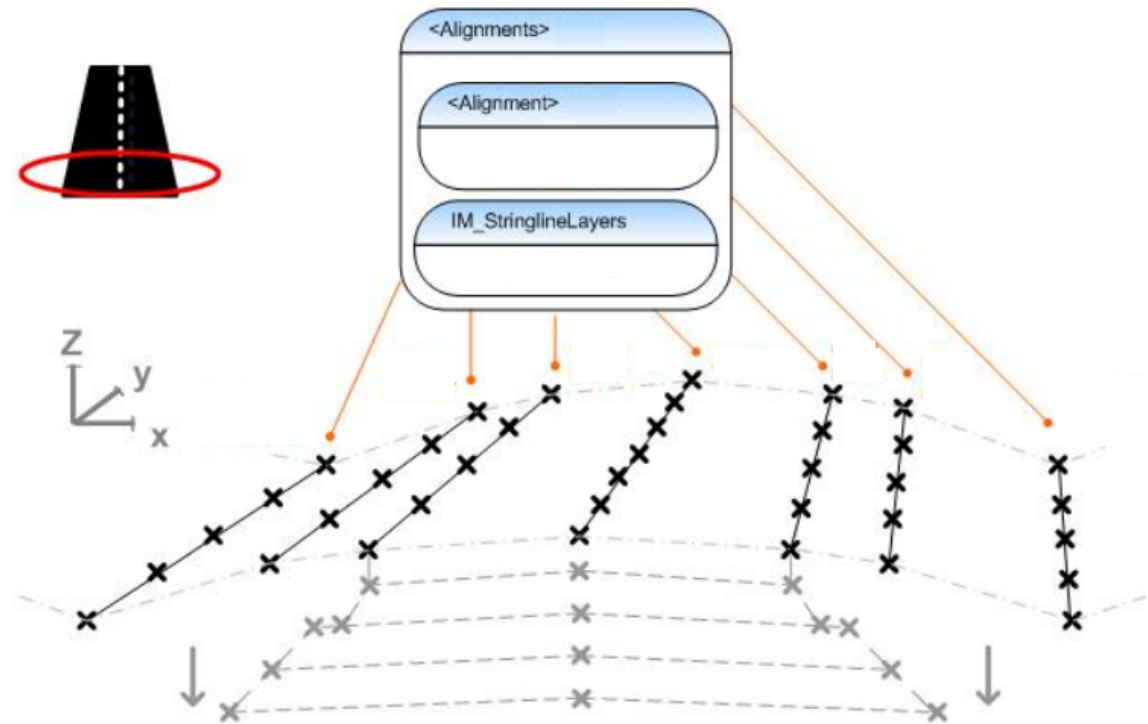 <Alignments>
<Alignment>
IM_StringlineLayers
Z
y
x